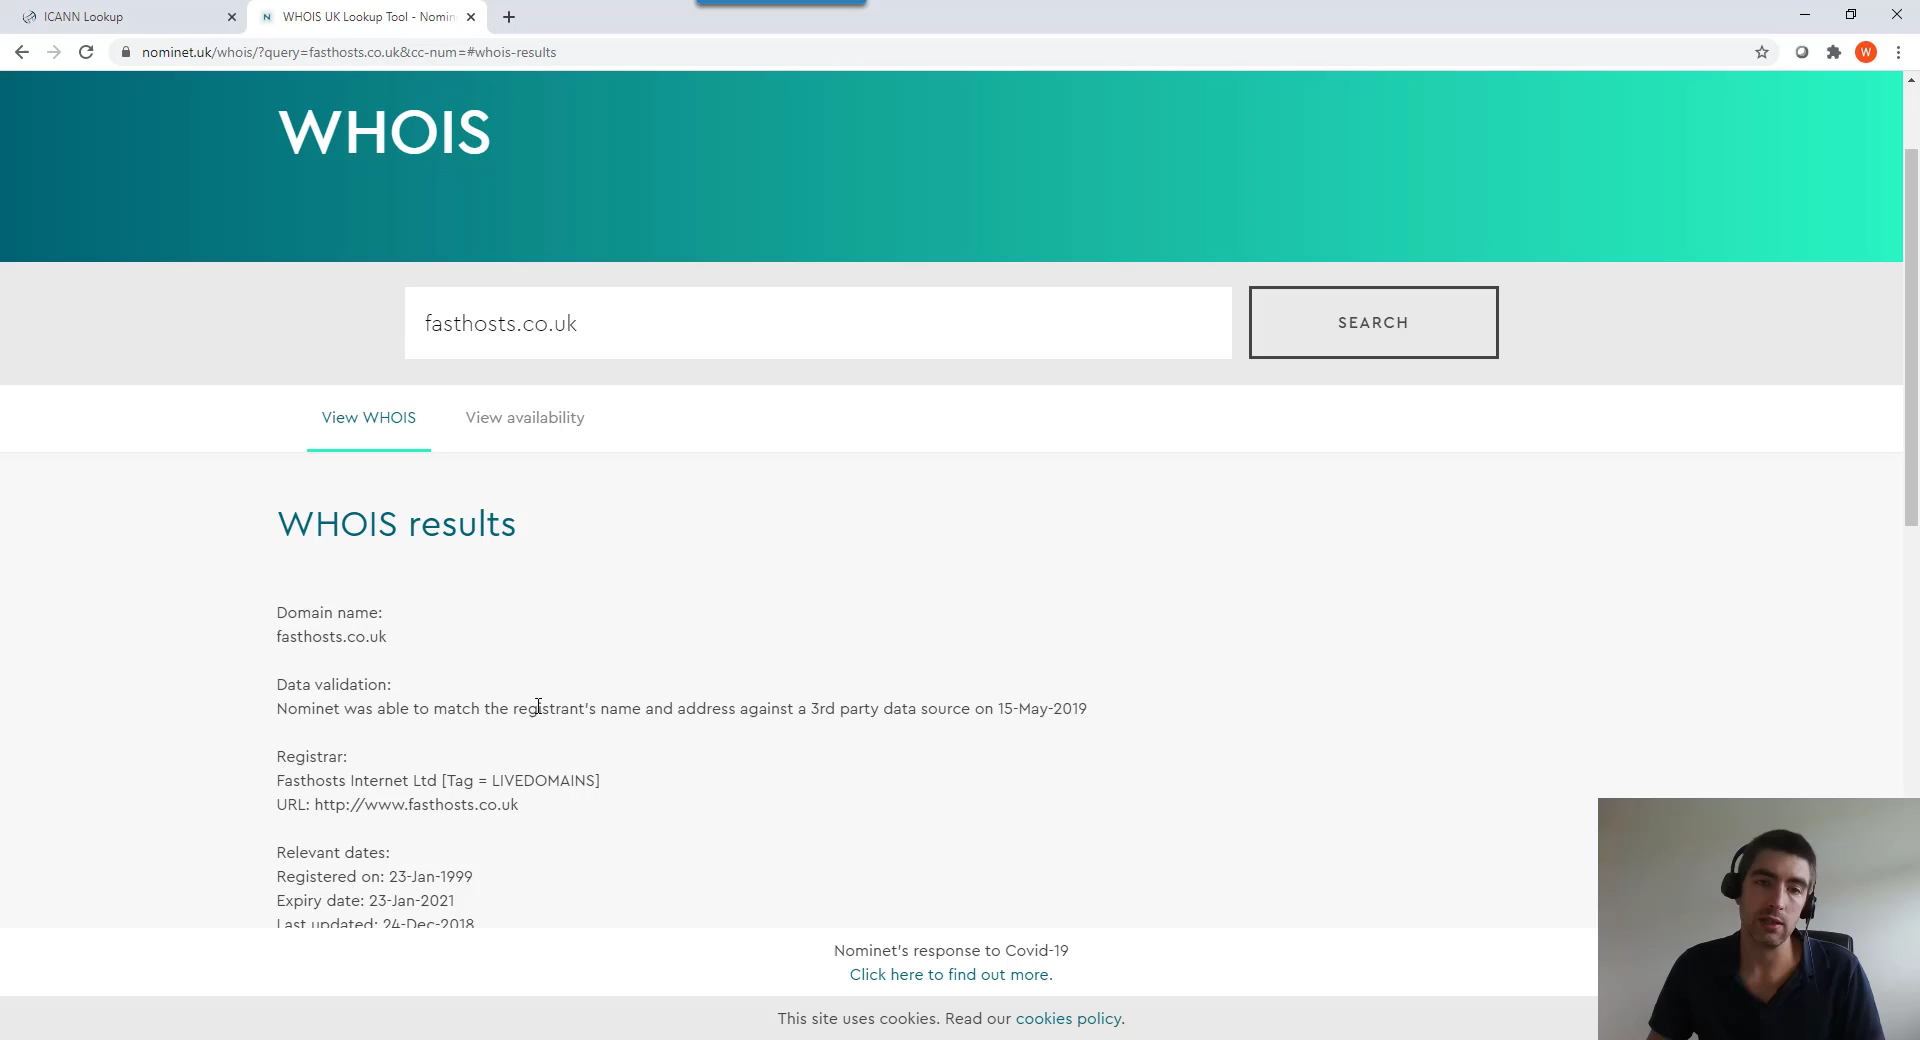 ICANN Lookup
WHOIS UK Lookup Tool - Nomin
nominet.uk/whois/?query=fasthosts.co.uk&cc-num=#whois-results
W
WHOIS
fasthosts.co.uk
SEARCH
View WHOIS
View availability
WHOIS results
Domain name:
fasthosts.co.uk
Data validation:
Nominet was able to match the registrant's name and address against a 3rd party data source on 15-May-2019
Registrar:
Fasthosts Internet Ltd [Tag = LIVEDOMAINS]
URL: http://www.fasthosts.co.uk
Relevant dates:
Registered on: 23-Jan-1999
Expiry date: 23-Jan-2021
Last updated: 24-Dec-2018
Nominet's response to Covid-19
Click here to find out more.
This site uses cookies. Read our cookies policy.